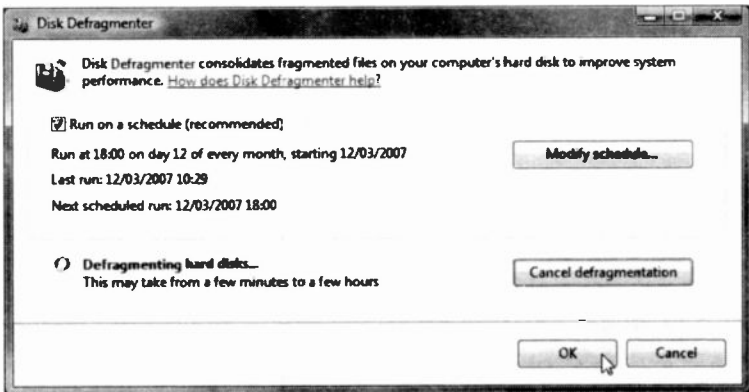 Disk Defragmenter
Disk Defragmenter consolidates fragmented files on your computer's hard disk to improve system
performance. How does Disk Defragmenter help?
Run on a schedule (recommended)
Run at 18:00 on day 12 of every month, starting 12/03/2007
Modify schedule...
Last run: 12/03/2007 10:29
Next scheduled run: 12/03/2007 18:00
Defragmenting hard disks...
This may take from a few minutes to a few hours
Cancel defragmentation
OK
Cancel